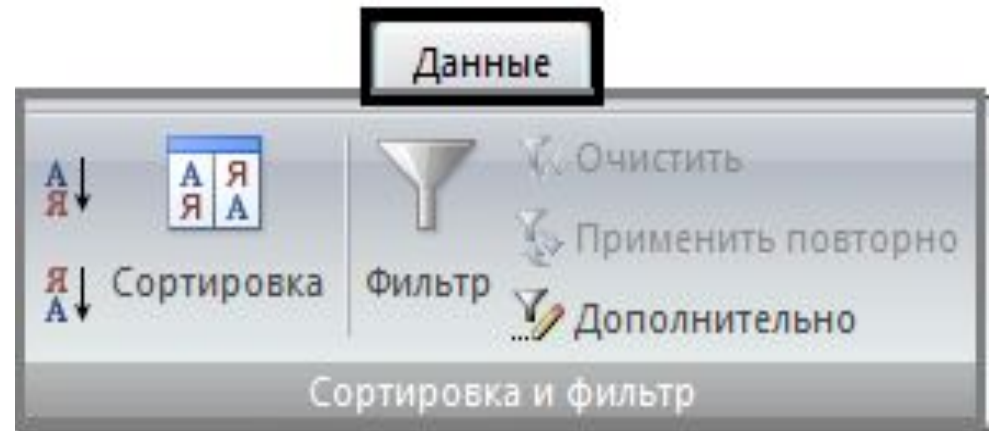 Данные
А
Я
А Я
Я А
Очистить
Применить повторно
Я
А
Сортировка
Фильтр
Дополнительно
Сортировка и фильтр